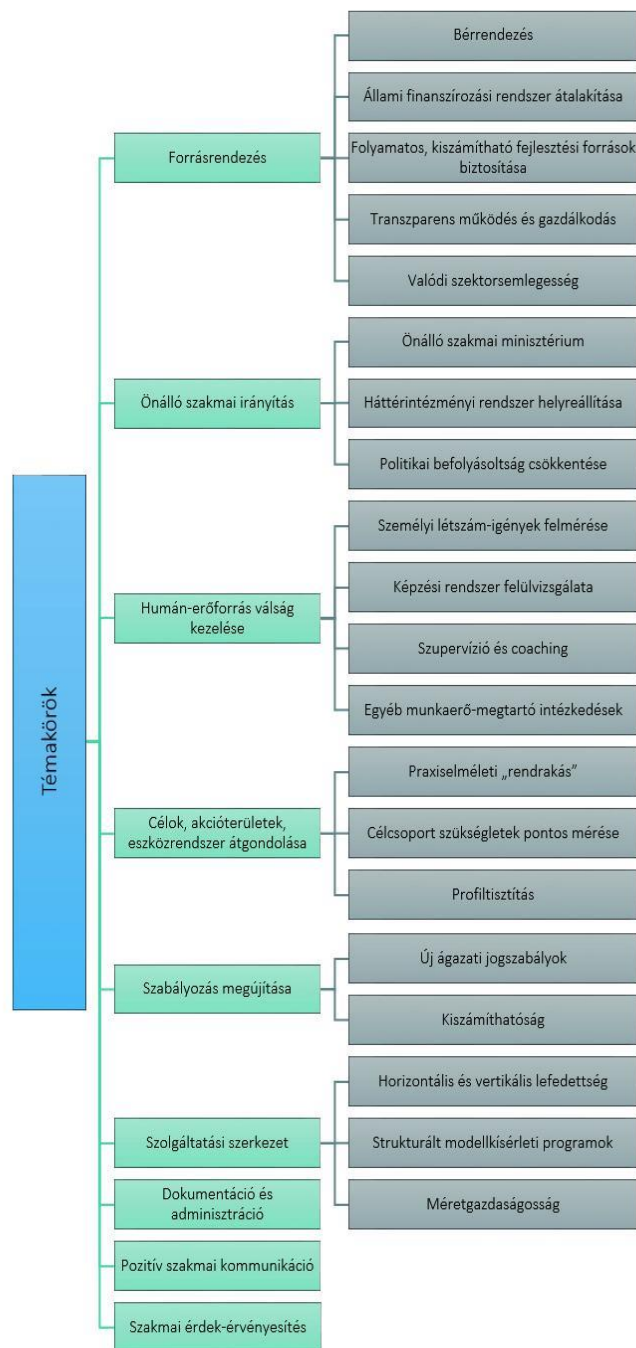 Témakörök
Forrásrendezés
Bérrendezés
Állami finanszírozási rendszer átalakítása
Folyamatos, kiszámítható fejlesztési források
biztosítása
Transzparens működés és gazdálkodás
Valódi szektorsemlegesség
Önálló szakmai irányítás
Önálló szakmai minisztérium
Háttérintézményi rendszer helyreállítása
Politikai befolyásoltság csökkentése
Humán-erőforrás válság
kezelése
Személyi létszám-igények felmérése
Képzési rendszer felülvizsgálata
Szupervízió és coaching
Egyéb munkaerő-megtartó intézkedések
Célok, akcióterületek,
eszközrendszer átgondolása
Praxiselméleti „rendrakás”
Célcsoport szükségletek pontos mérése
Profiltisztítás
Szabályozás megújítása
Új ágazati jogszabályok
Kiszámíthatóság
Szolgáltatási szerkezet
Horizontális és vertikális lefedettség
Strukturált modellkísérleti programok
Méretgazdaságosság
Dokumentáció és
adminisztráció
Pozitív szakmai kommunikáció
Szakmai érdek-érvényesítés